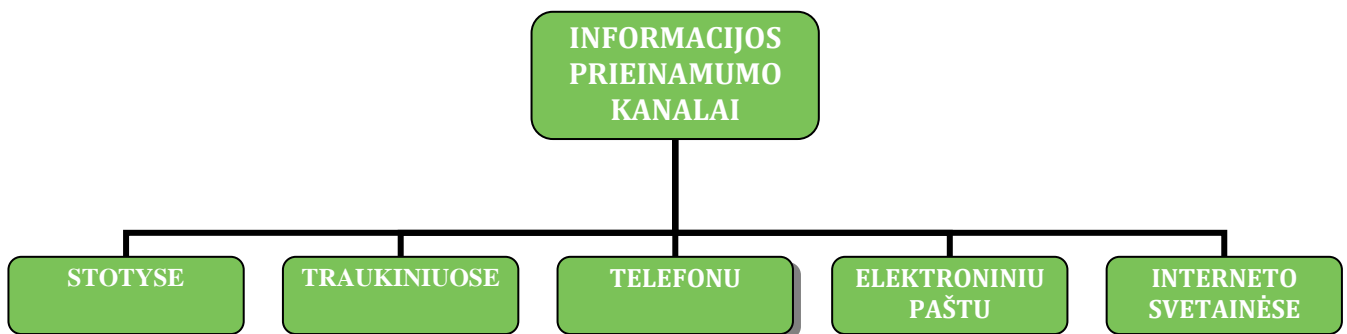 INFORMACIJOS
PRIEINAMUMO
KANALAI
STOTYSE
TRAUKINIUOSE
TELEFONU
ELEKTRONINIU
PAŠTU
INTERNETO
SVETAINĖSE